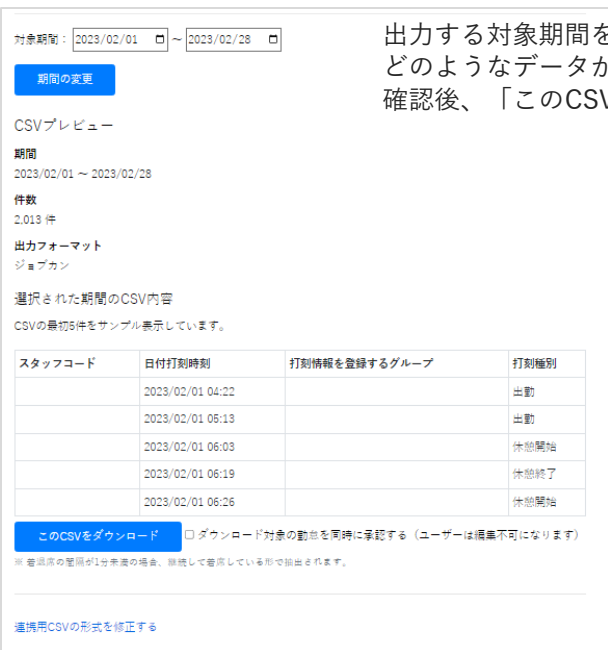 対象期間： 2023/02/01 ～ 2023/02/28
出力する対象期間を
どのようなデータが
確認後、「このCSV
期間の変更
CSVプレビュー
期間
2023/02/01 ～ 2023/02/28
件数
2,013 件
出力フォーマット
ジョブカン
選択された期間のCSV内容
CSVの最初5件をサンプル表示しています。
スタッフコード 日付打刻時刻 打刻情報を登録するグループ 打刻種別
2023/02/01 04:22 出勤
2023/02/01 05:13 出勤
2023/02/01 06:03 休憩開始
2023/02/01 06:19 休憩終了
2023/02/01 06:26 休憩開始
このCSVをダウンロード ダウンロード対象の勤怠を同時に承認する（ユーザーは編集不可になります）
※ 着退席の間隔が1分未満の場合、継続して着席している形で抽出されます。
連携用CSVの形式を修正する